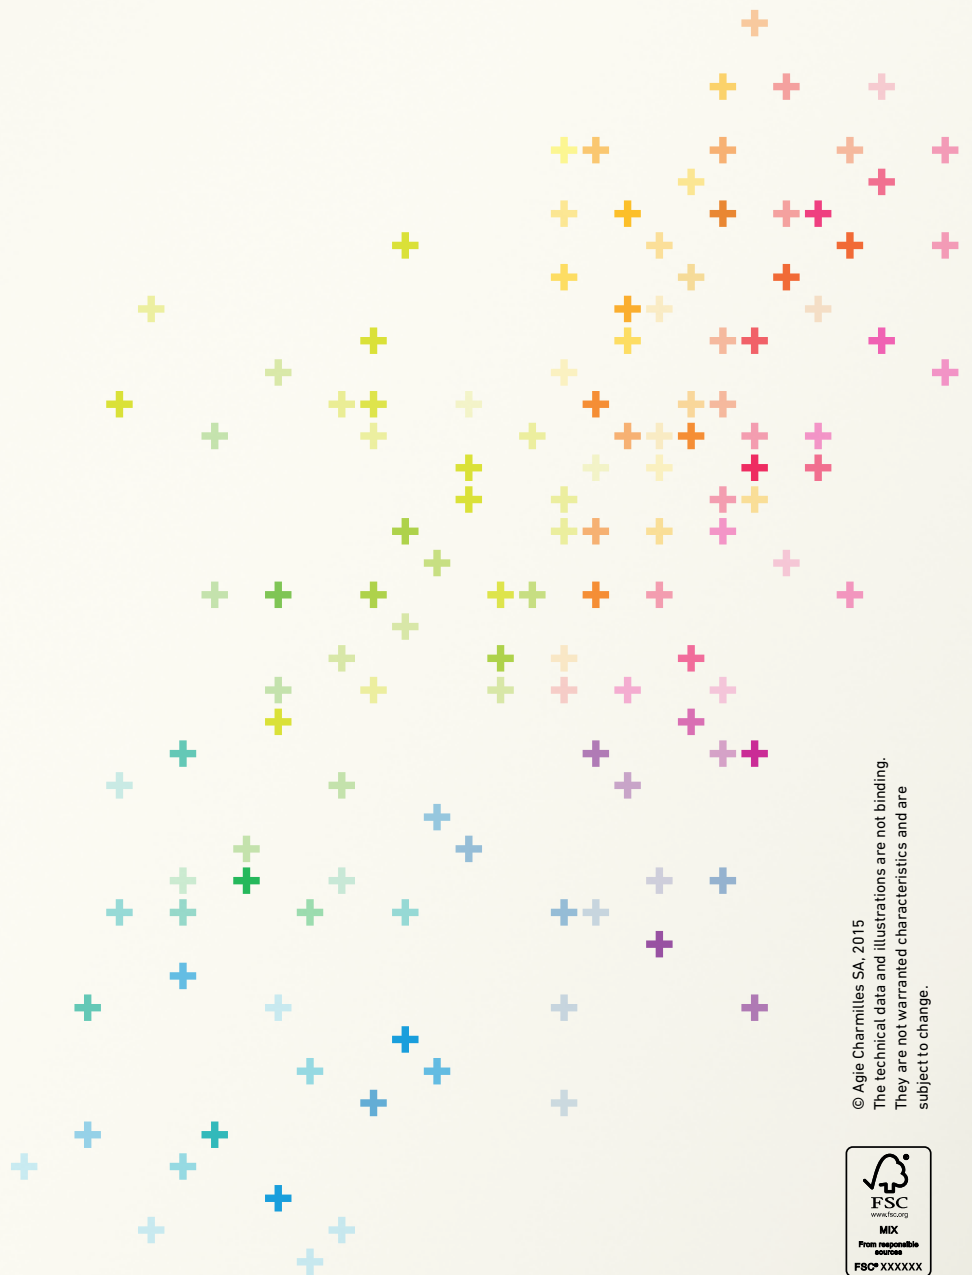 © Agie Charmilles SA, 2015
The technical data and illustrations are not binding.
They are not warranted characteristics and are
subject to change.
FSC
www.fsc.org
MIX
From responsible
sources
FSC® XXXXXX